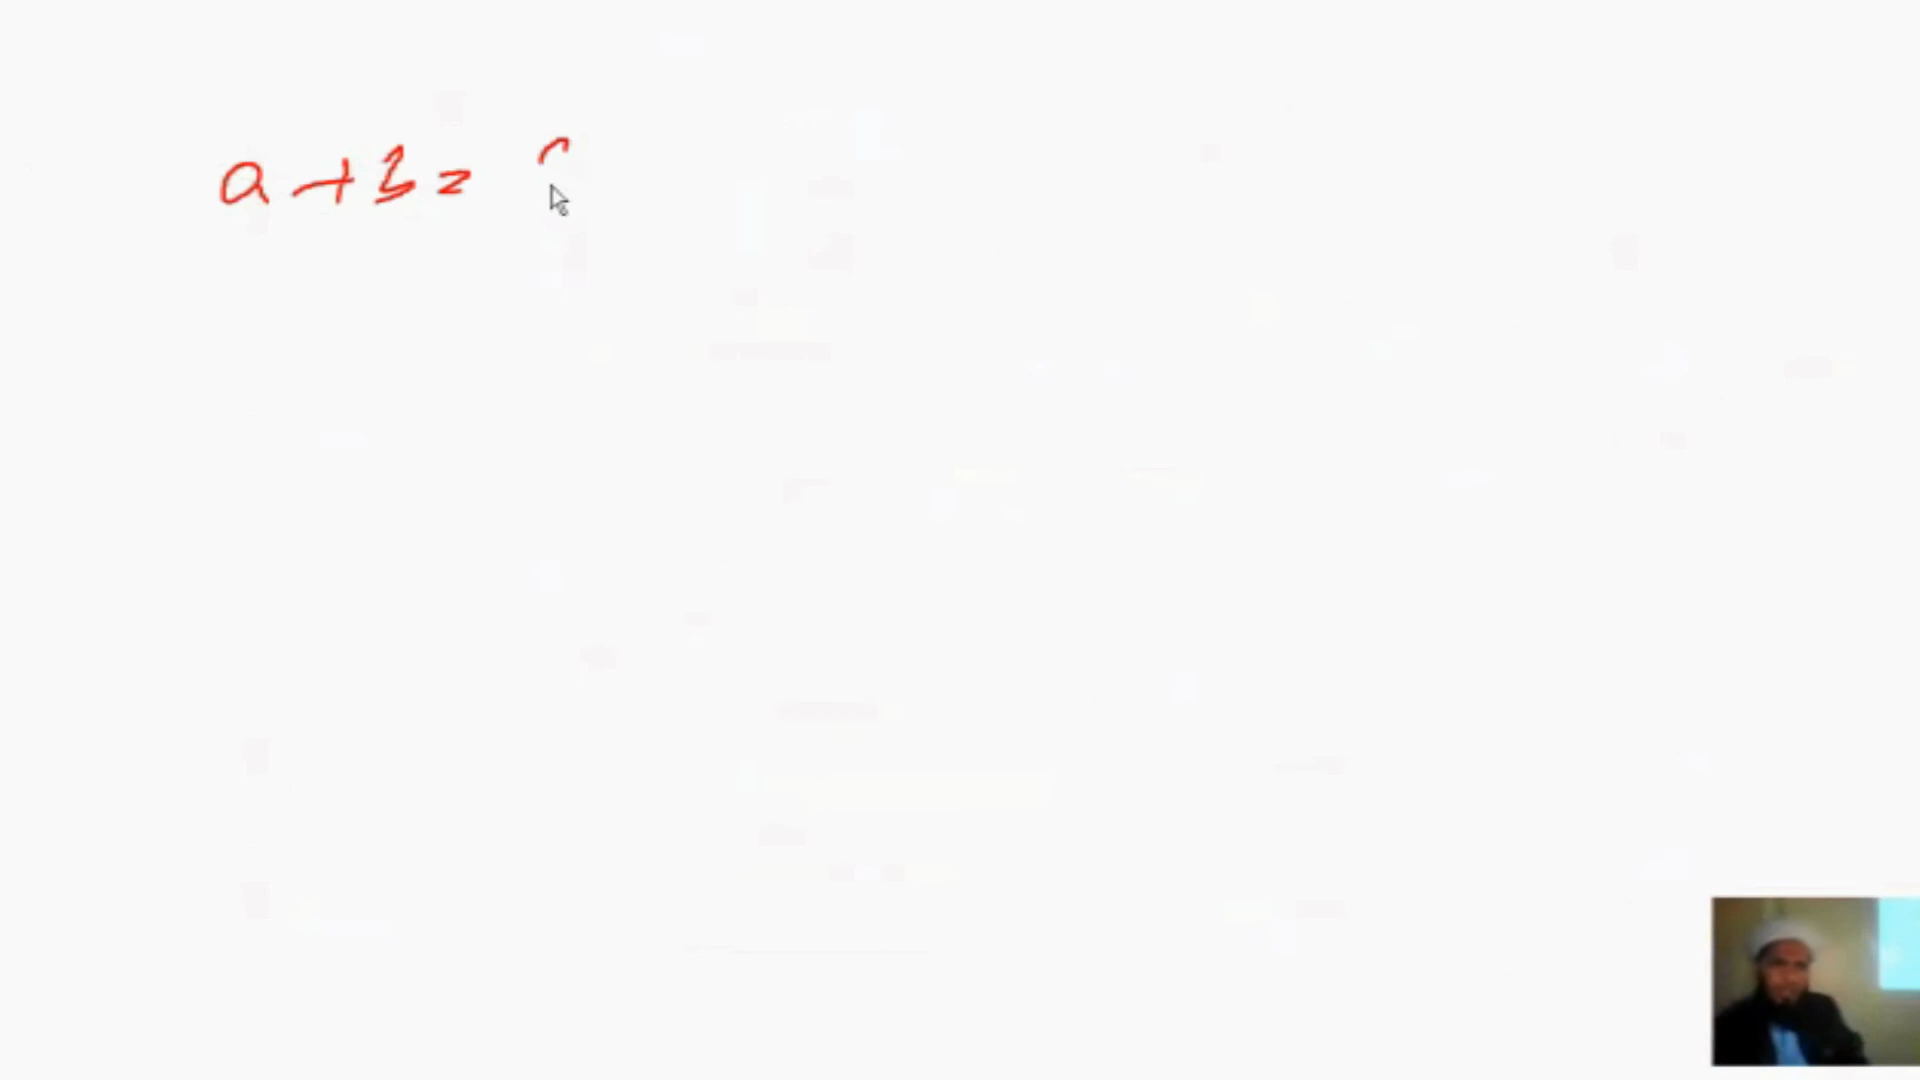 a + b =